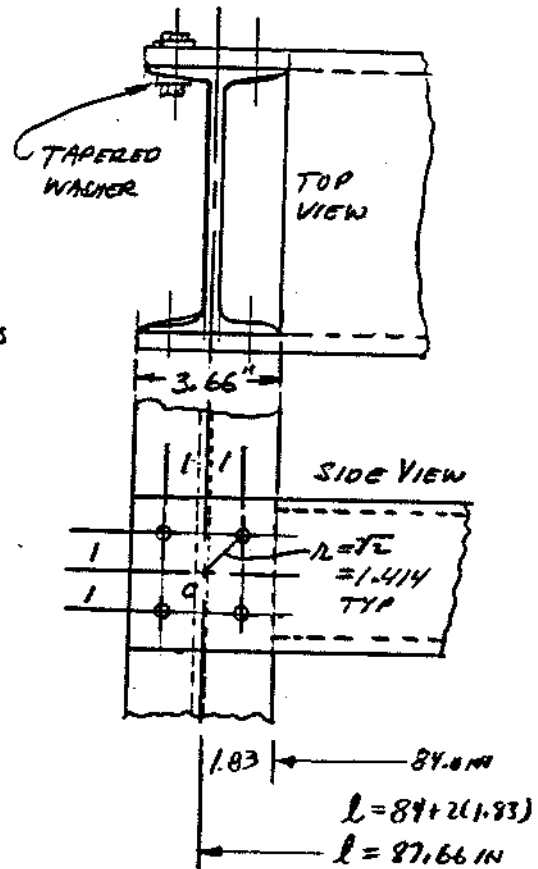 TAPERED
WASHER
TOP
VIEW
S
3.66"
1 1
SIDE VIEW
1
1
C
r = √2
= 1.414
TYP
1.83
84.0 IN
l = 84+2(1.83)
l = 87.66 IN